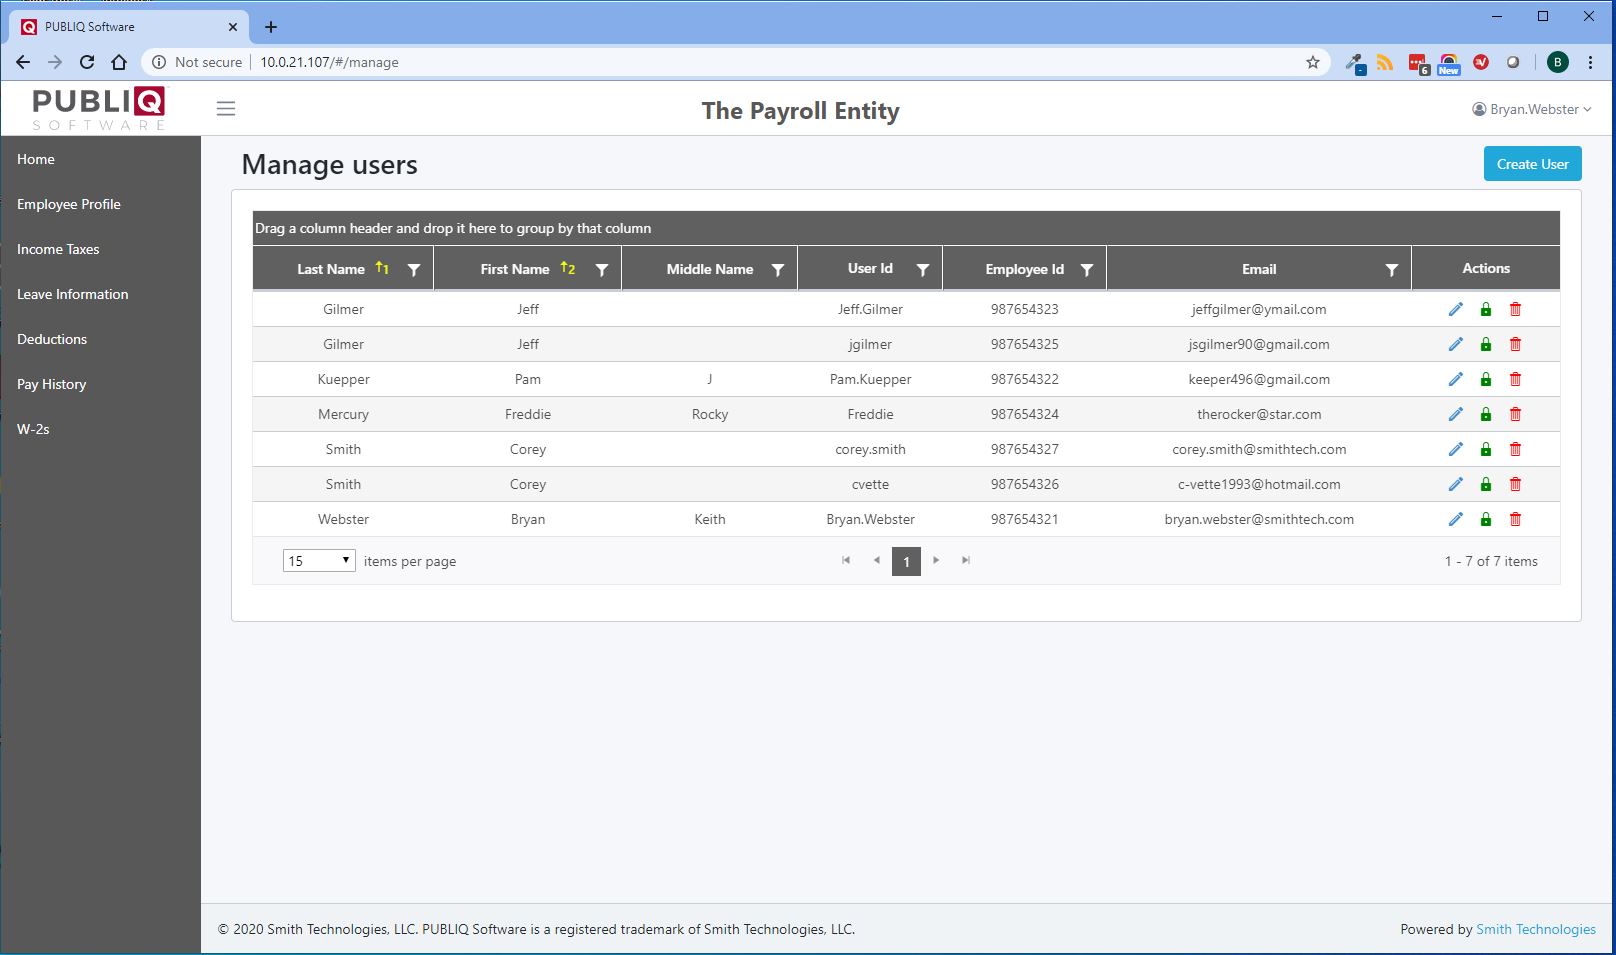 PUBLIQ Software
Not secure | 10.0.21.107/#/manage
6
New
B
PUBLIQ
SOFTWARE
The Payroll Entity
Bryan.Webster
Home
Employee Profile
Income Taxes
Leave Information
Deductions
Pay History
W-2s
Manage users
Create User
Drag a column header and drop it here to group by that column
Last Name ↑1 First Name ↑2 Middle Name User Id Employee Id Email Actions
Gilmer Jeff Jeff.Gilmer 987654323 jeffgilmer@ymail.com
Gilmer Jeff jgilmer 987654325 jsgilmer90@gmail.com
Kuepper Pam J Pam.Kuepper 987654322 keeper496@gmail.com
Mercury Freddie Rocky Freddie 987654324 therocker@star.com
Smith Corey corey.smith 987654327 corey.smith@smithtech.com
Smith Corey cvette 987654326 c-vette1993@hotmail.com
Webster Bryan Keith Bryan.Webster 987654321 bryan.webster@smithtech.com
15 items per page 1 1 - 7 of 7 items
© 2020 Smith Technologies, LLC. PUBLIQ Software is a registered trademark of Smith Technologies, LLC. Powered by Smith Technologies